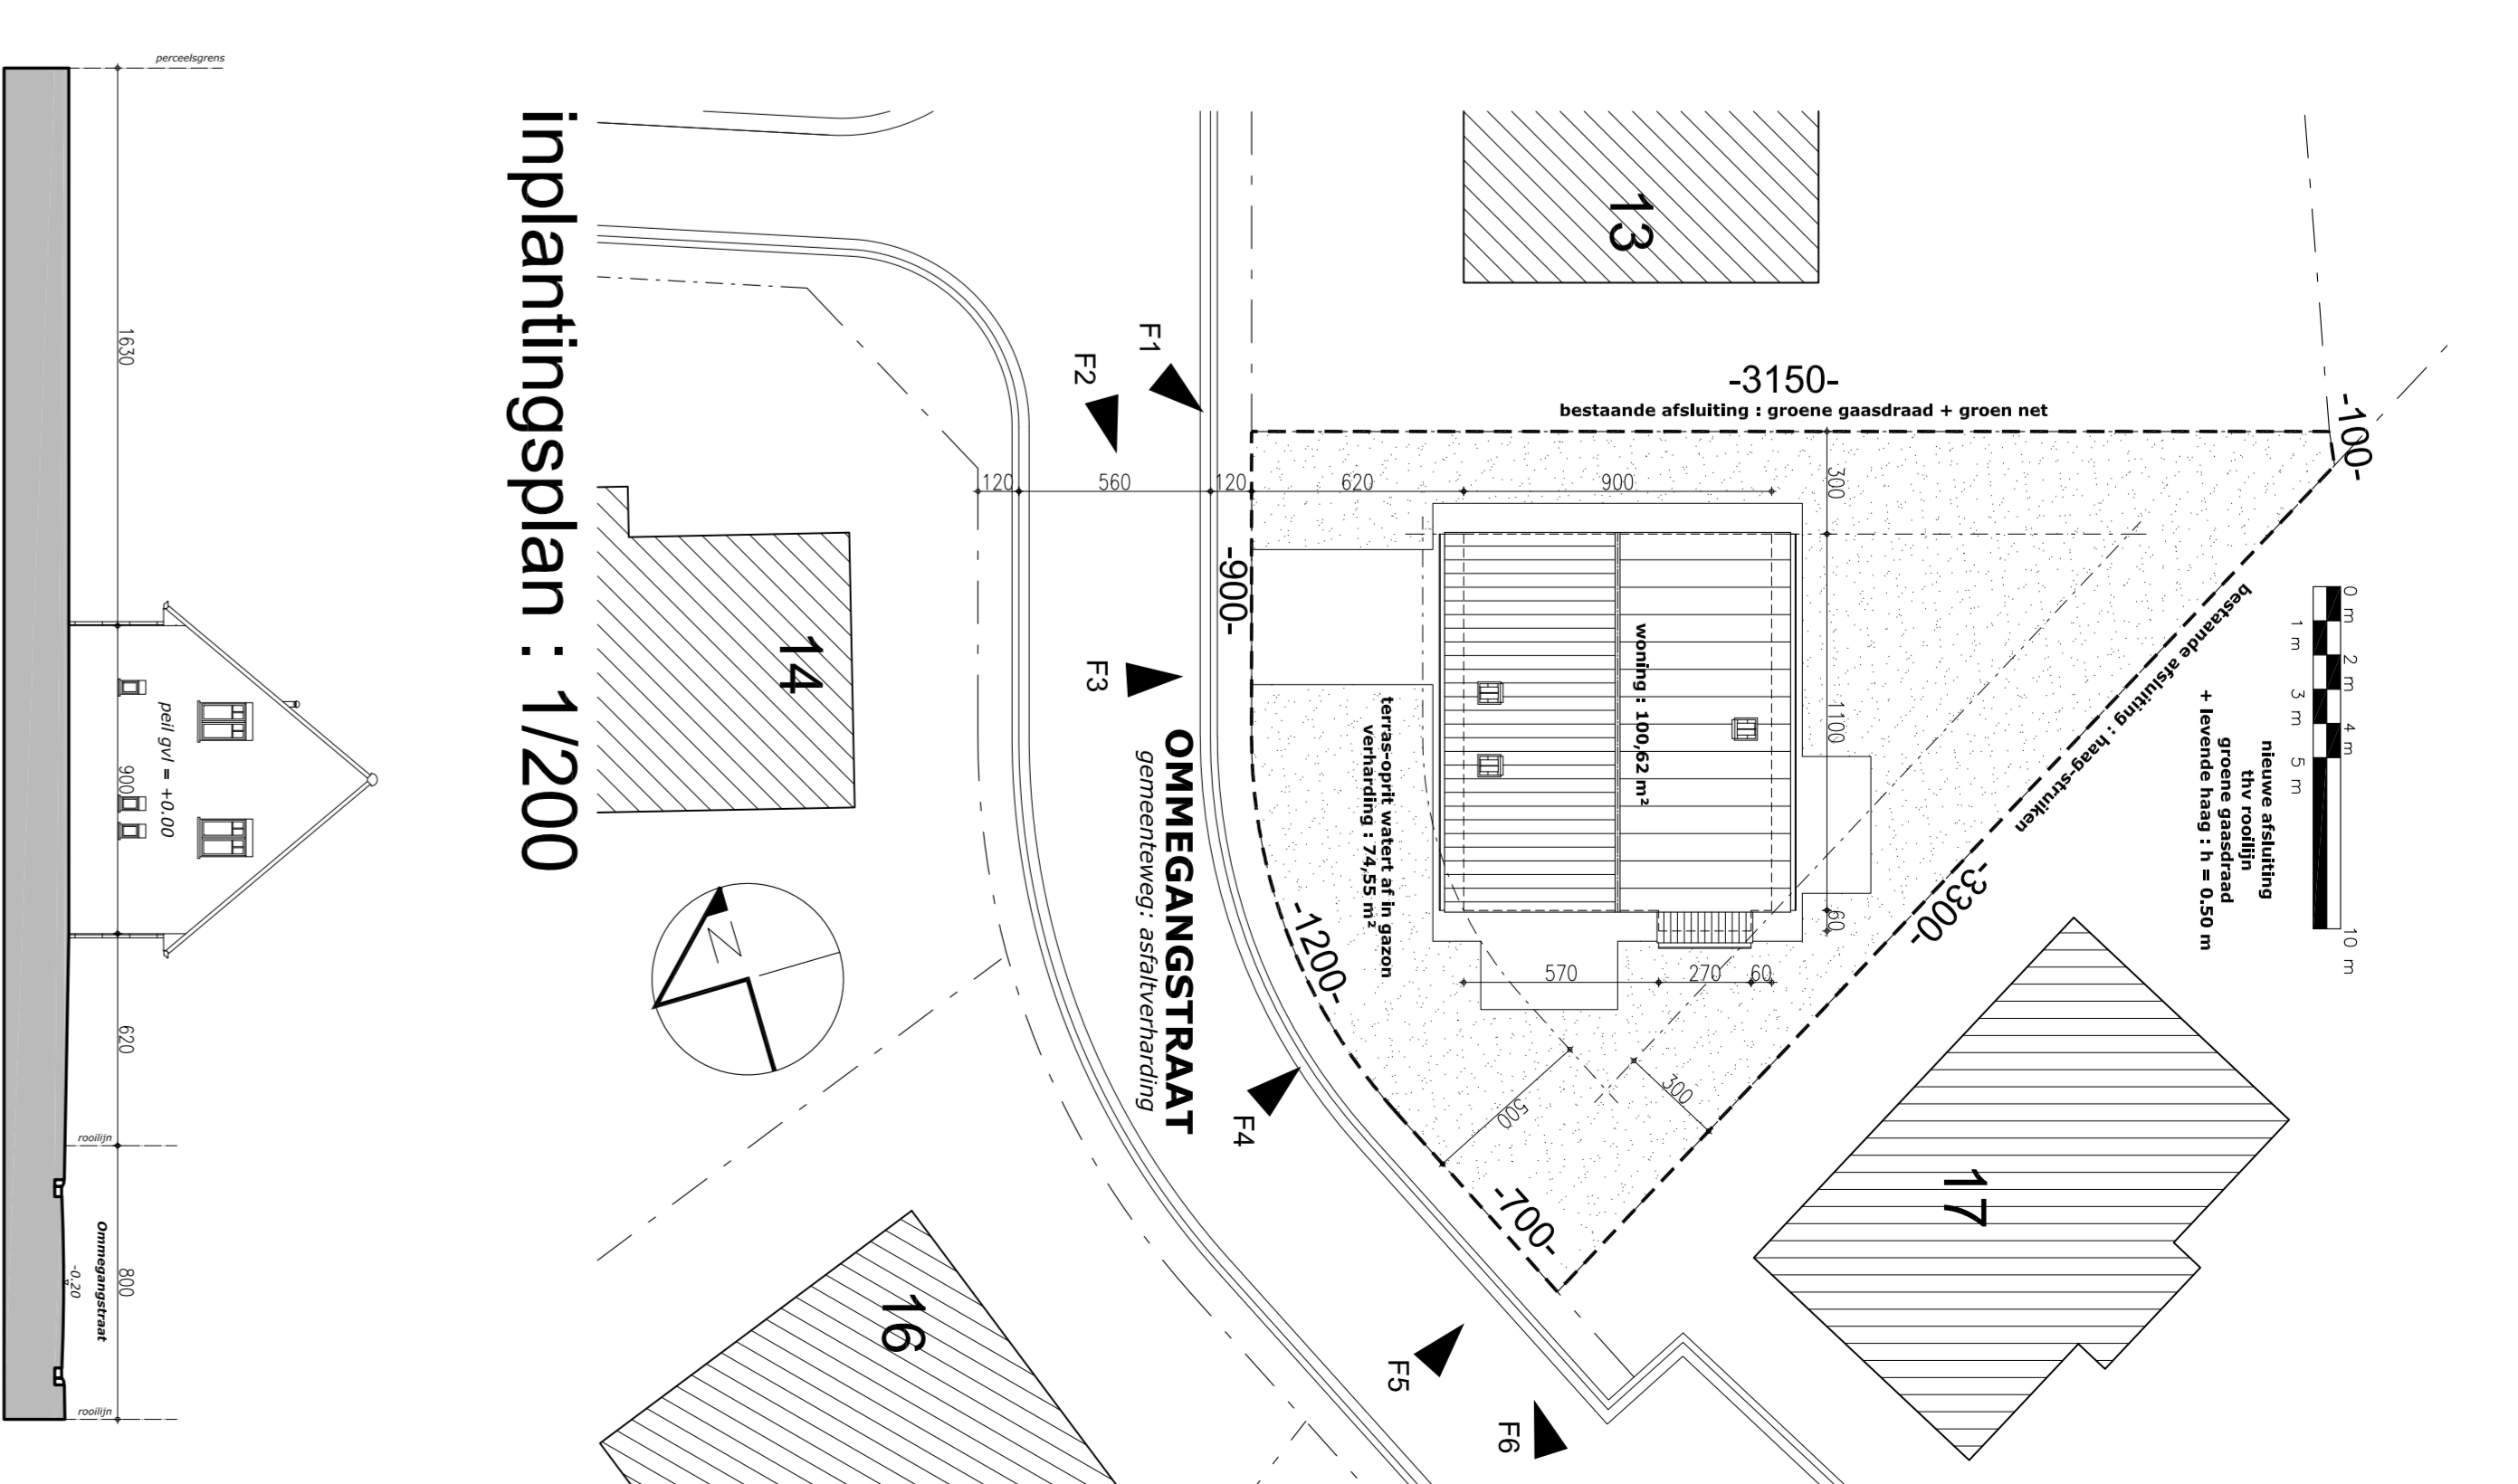 perceelsgrens
1630
900
620
800
peil gvl = +0.00
rooilijn
rooilijn
Ommegangstraat
-0.20
inplantingsplan : 1/200
13
14
16
17
F1
F2
F3
F4
F5
F6
OMMEGANGSTRAAT
gemeenteweg: asfaltverharding
N
-3150-
bestaande afsluiting : groene gaasdraad + groen net
-100-
120
560
120
620
900
300
1100
60
570
270
60
500
300
-900-
-1200-
-700-
-3300-
woning : 100,62 m²
terras-oprit watert af in gazon
verharding : 74,55 m²
bestaande afsluiting : haag-struiken
nieuwe afsluiting
thv rooilijn
groene gaasdraad
+ levende haag : h = 0.50 m
0 m
1 m
2 m
3 m
4 m
5 m
10 m